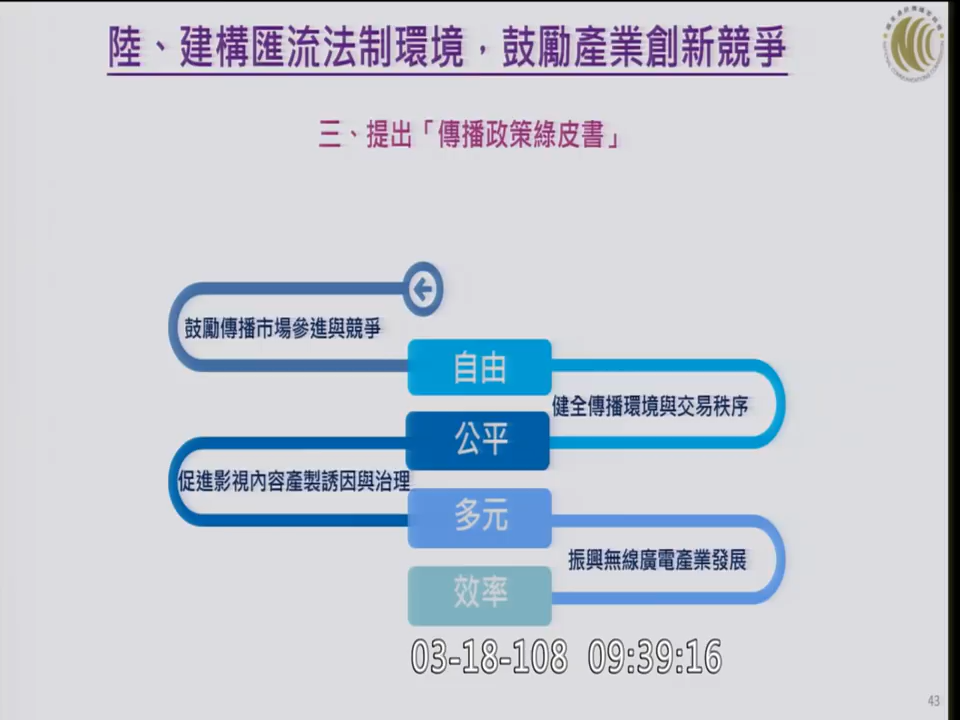 陸、建構匯流法制環境，鼓勵產業創新競爭
NCC
三、提出「傳播政策綠皮書」
鼓勵傳播市場參進與競爭
自由
健全傳播環境與交易秩序
公平
促進影視內容產製誘因與治理
多元
振興無線廣電產業發展
效率
03-18-108 09:39:16
43